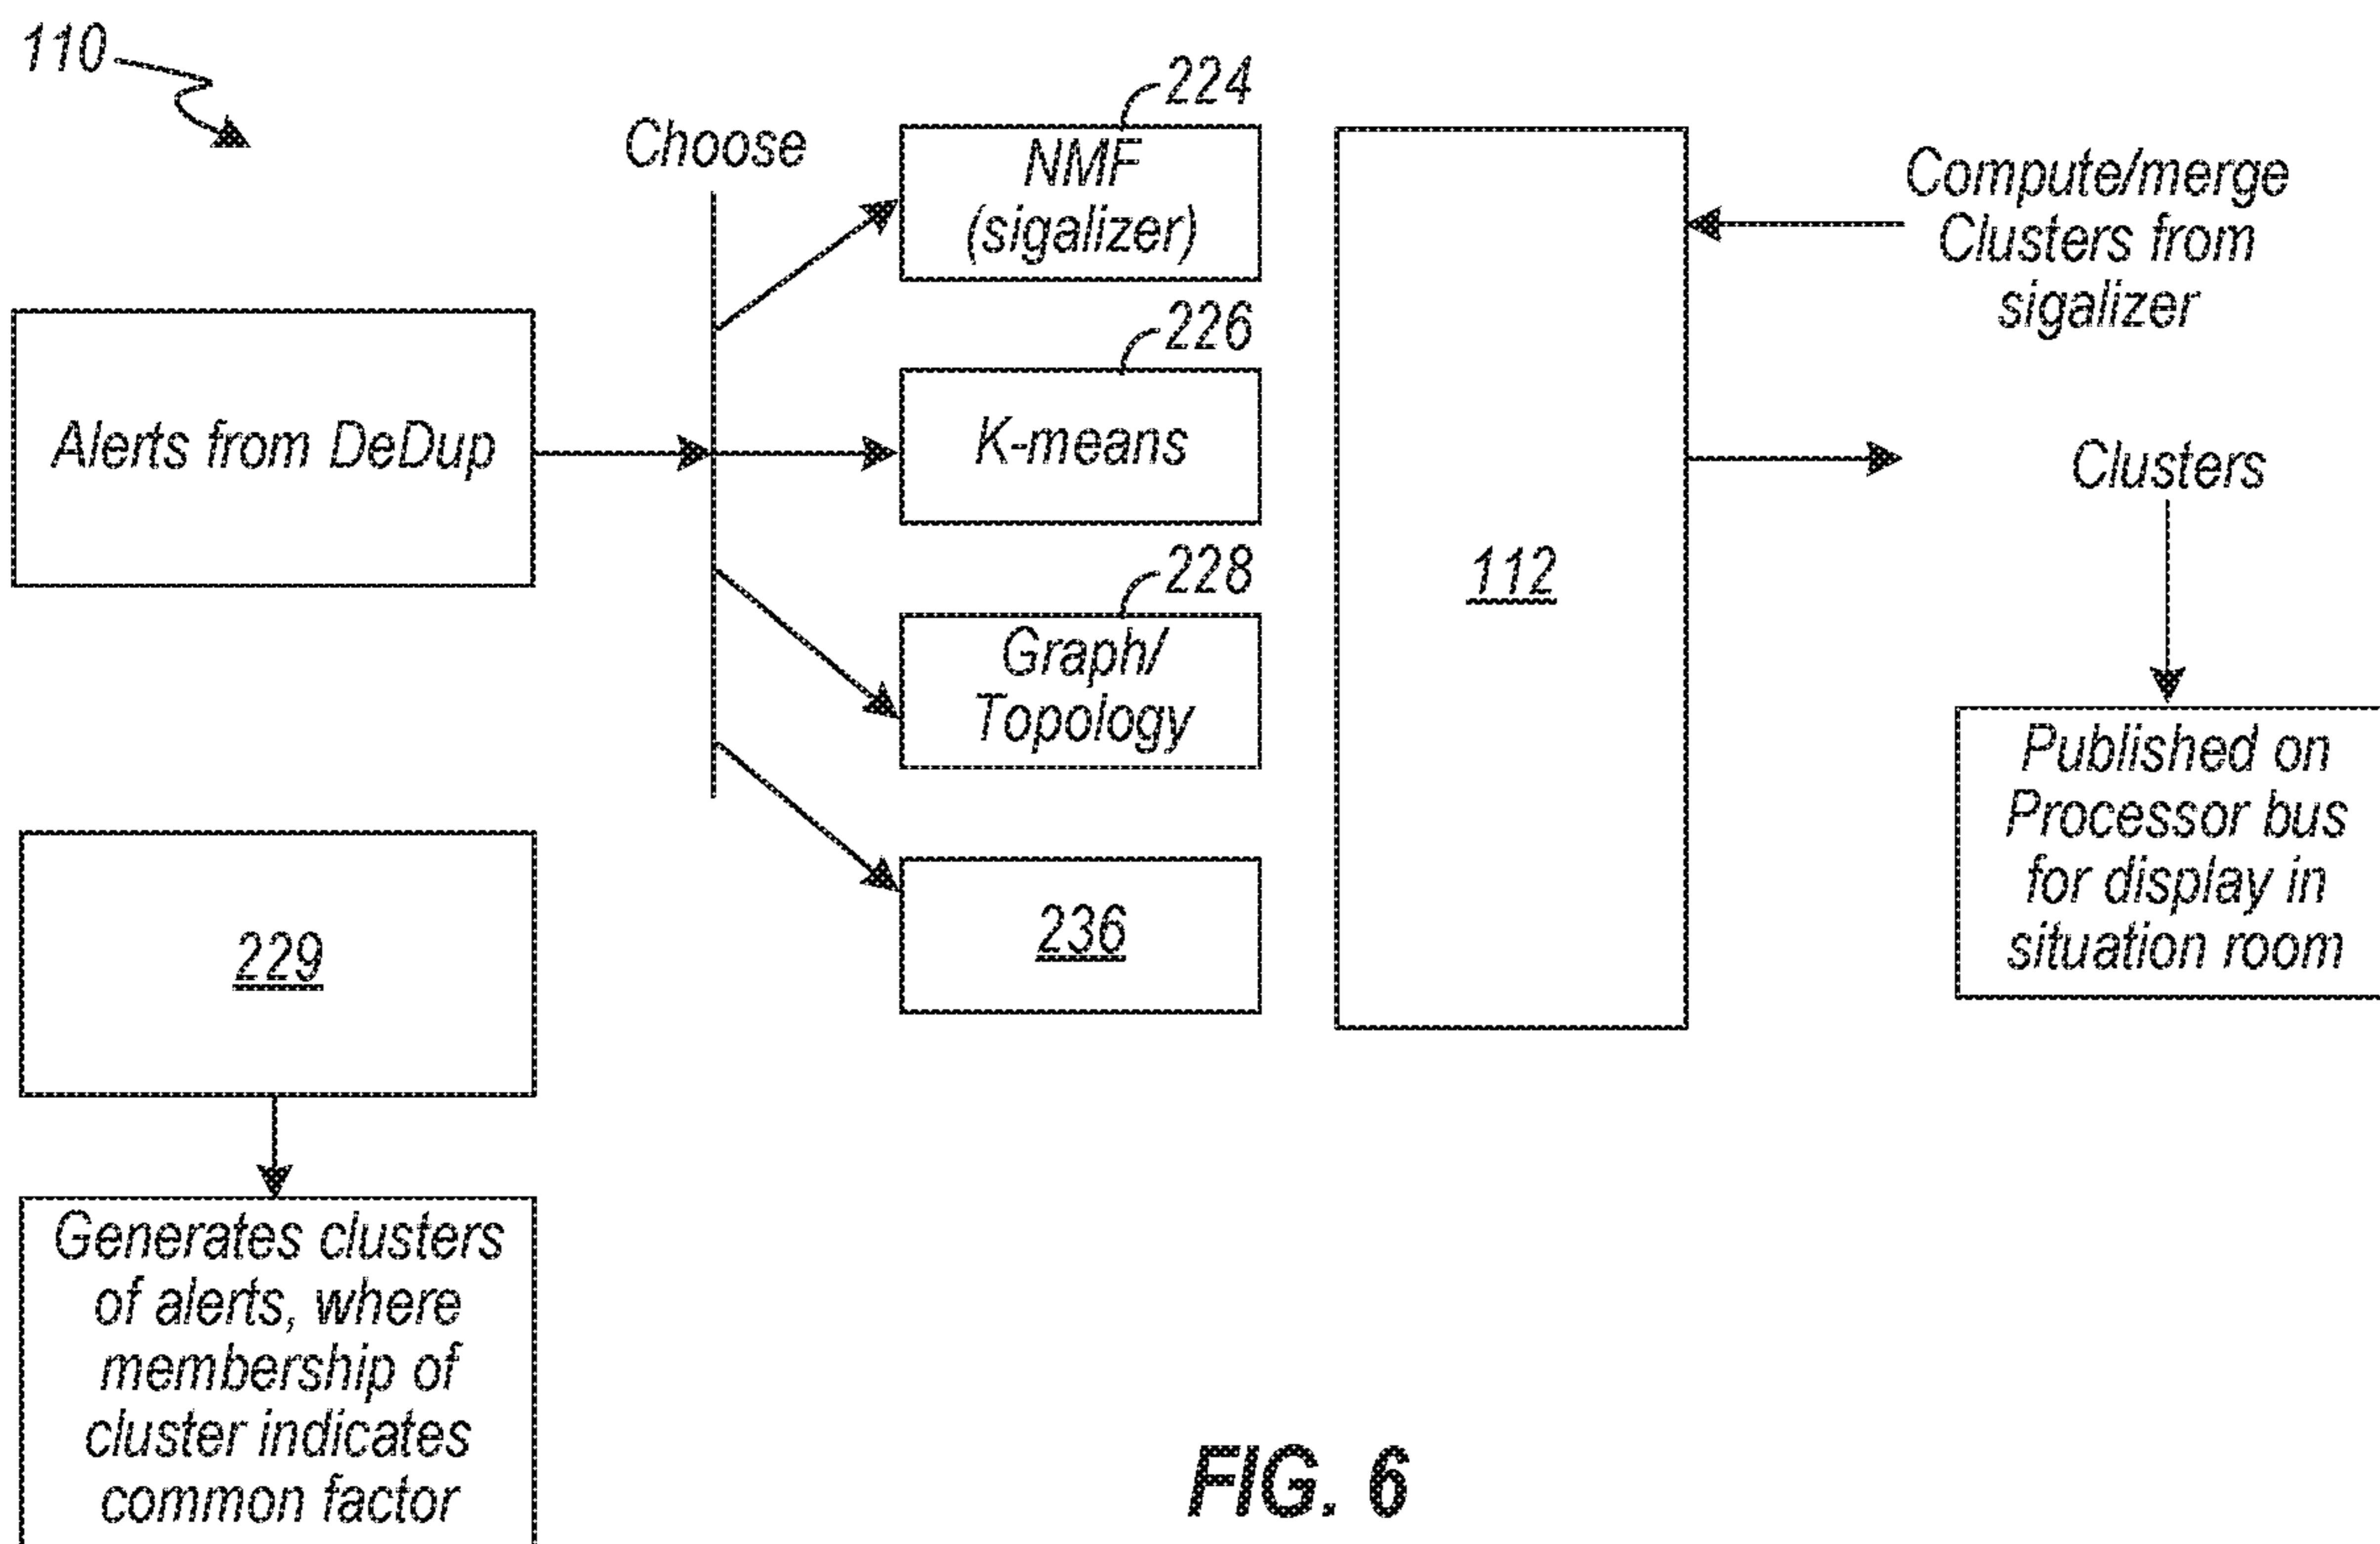 110
Choose
224
NMF
(sigalizer)
226
K-means
228
Graph/
Topology
236
Alerts from DeDup
229
Generates clusters
of alerts, where
membership of
cluster indicates
common factor
112
Compute/merge
Clusters from
sigalizer
Clusters
Published on
Processor bus
for display in
situation room
FIG. 6